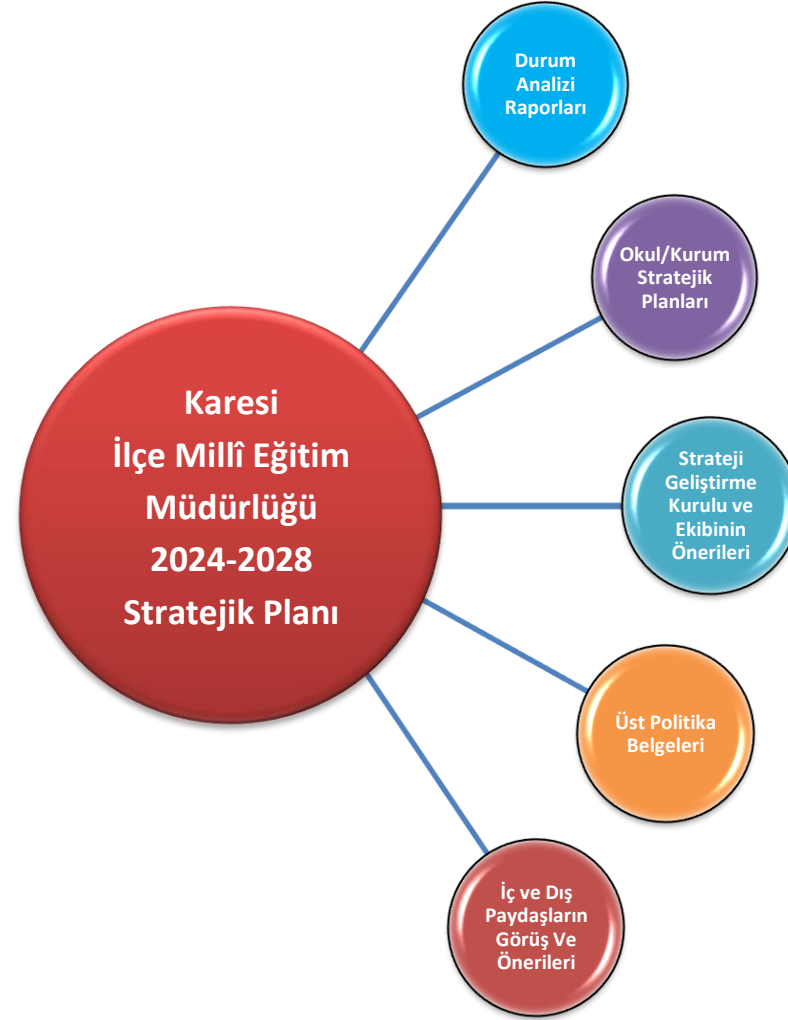 Durum
Analizi
Raporları
Okul/Kurum
Stratejik
Planları
Karesi
İlçe Millî Eğitim
Müdürlüğü
2024-2028
Stratejik Planı
Strateji
Geliştirme
Kurulu ve
Ekibinin
Önerileri
Üst Politika
Belgeleri
İç ve Dış
Paydaşların
Görüş Ve
Önerileri